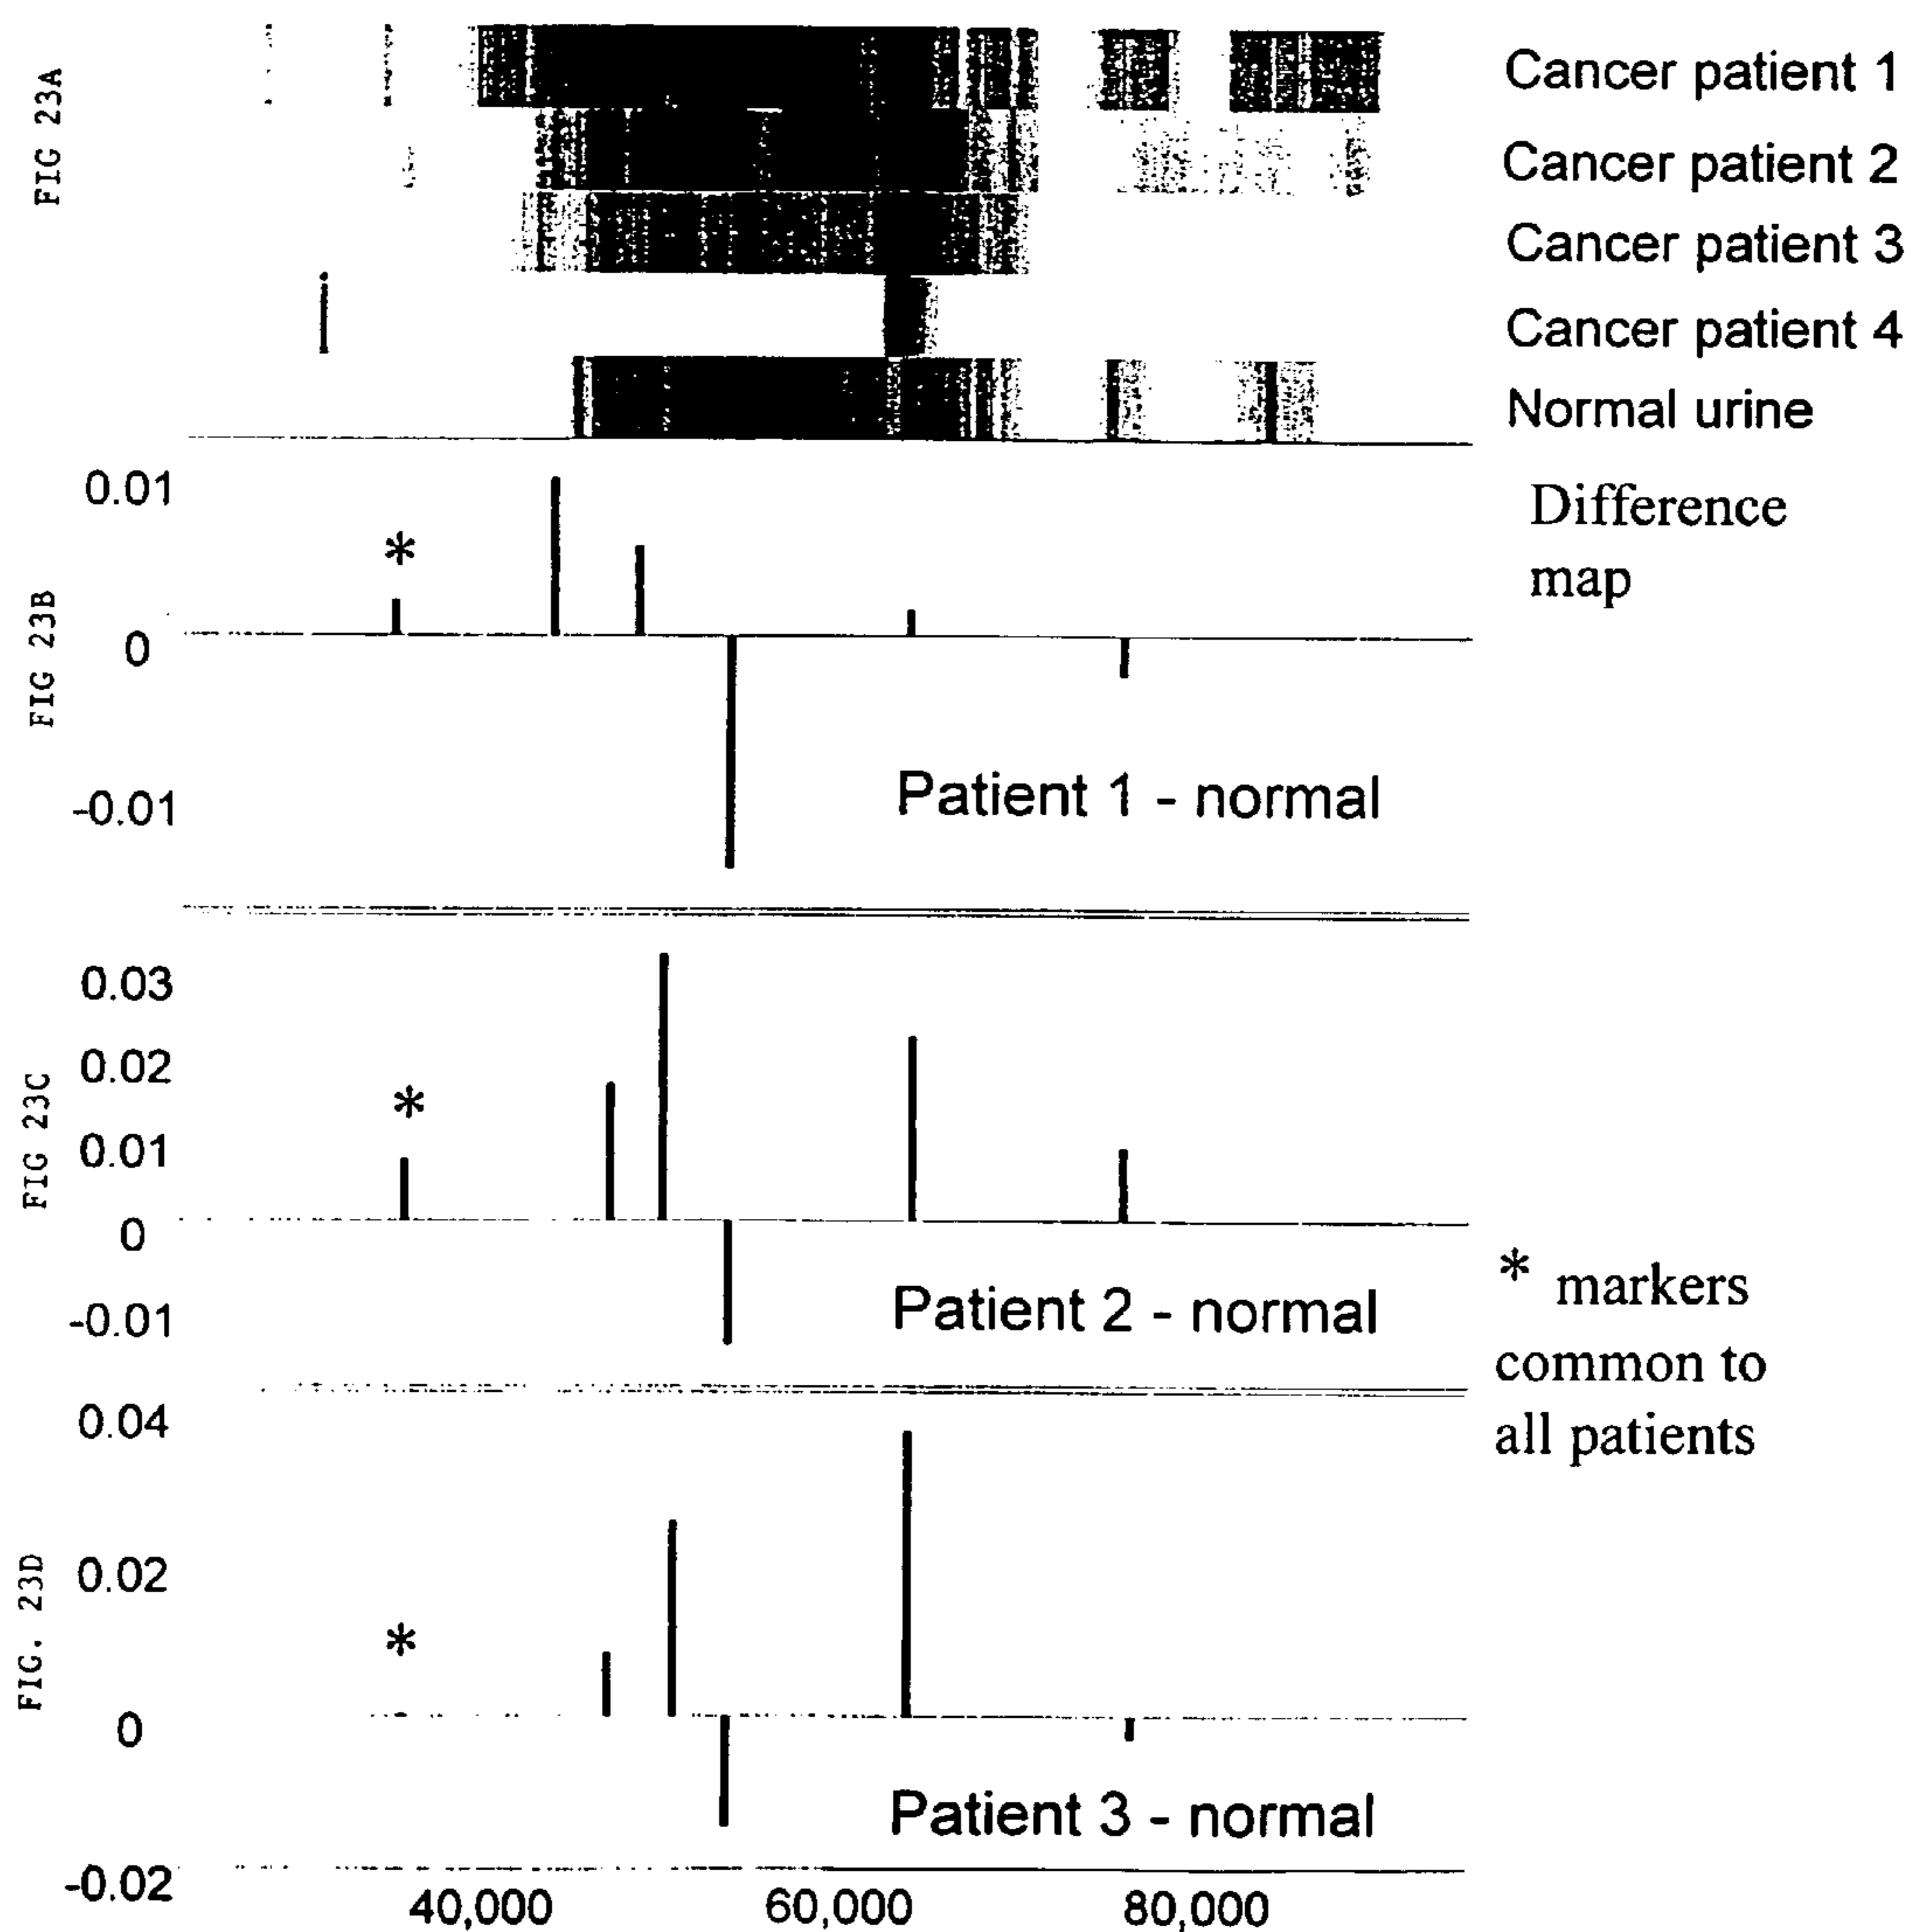 FIG 23A
Cancer patient 1
Cancer patient 2
Cancer patient 3
Cancer patient 4
Normal urine
Difference
map
FIG 23B
0.01
*
0
-0.01
Patient 1 - normal
FIG 23C
0.03
0.02
*
0.01
0
-0.01
Patient 2 - normal
* markers
common to
all patients
FIG. 23D
0.04
0.02
*
0
Patient 3 - normal
-0.02
40,000 60,000 80,000